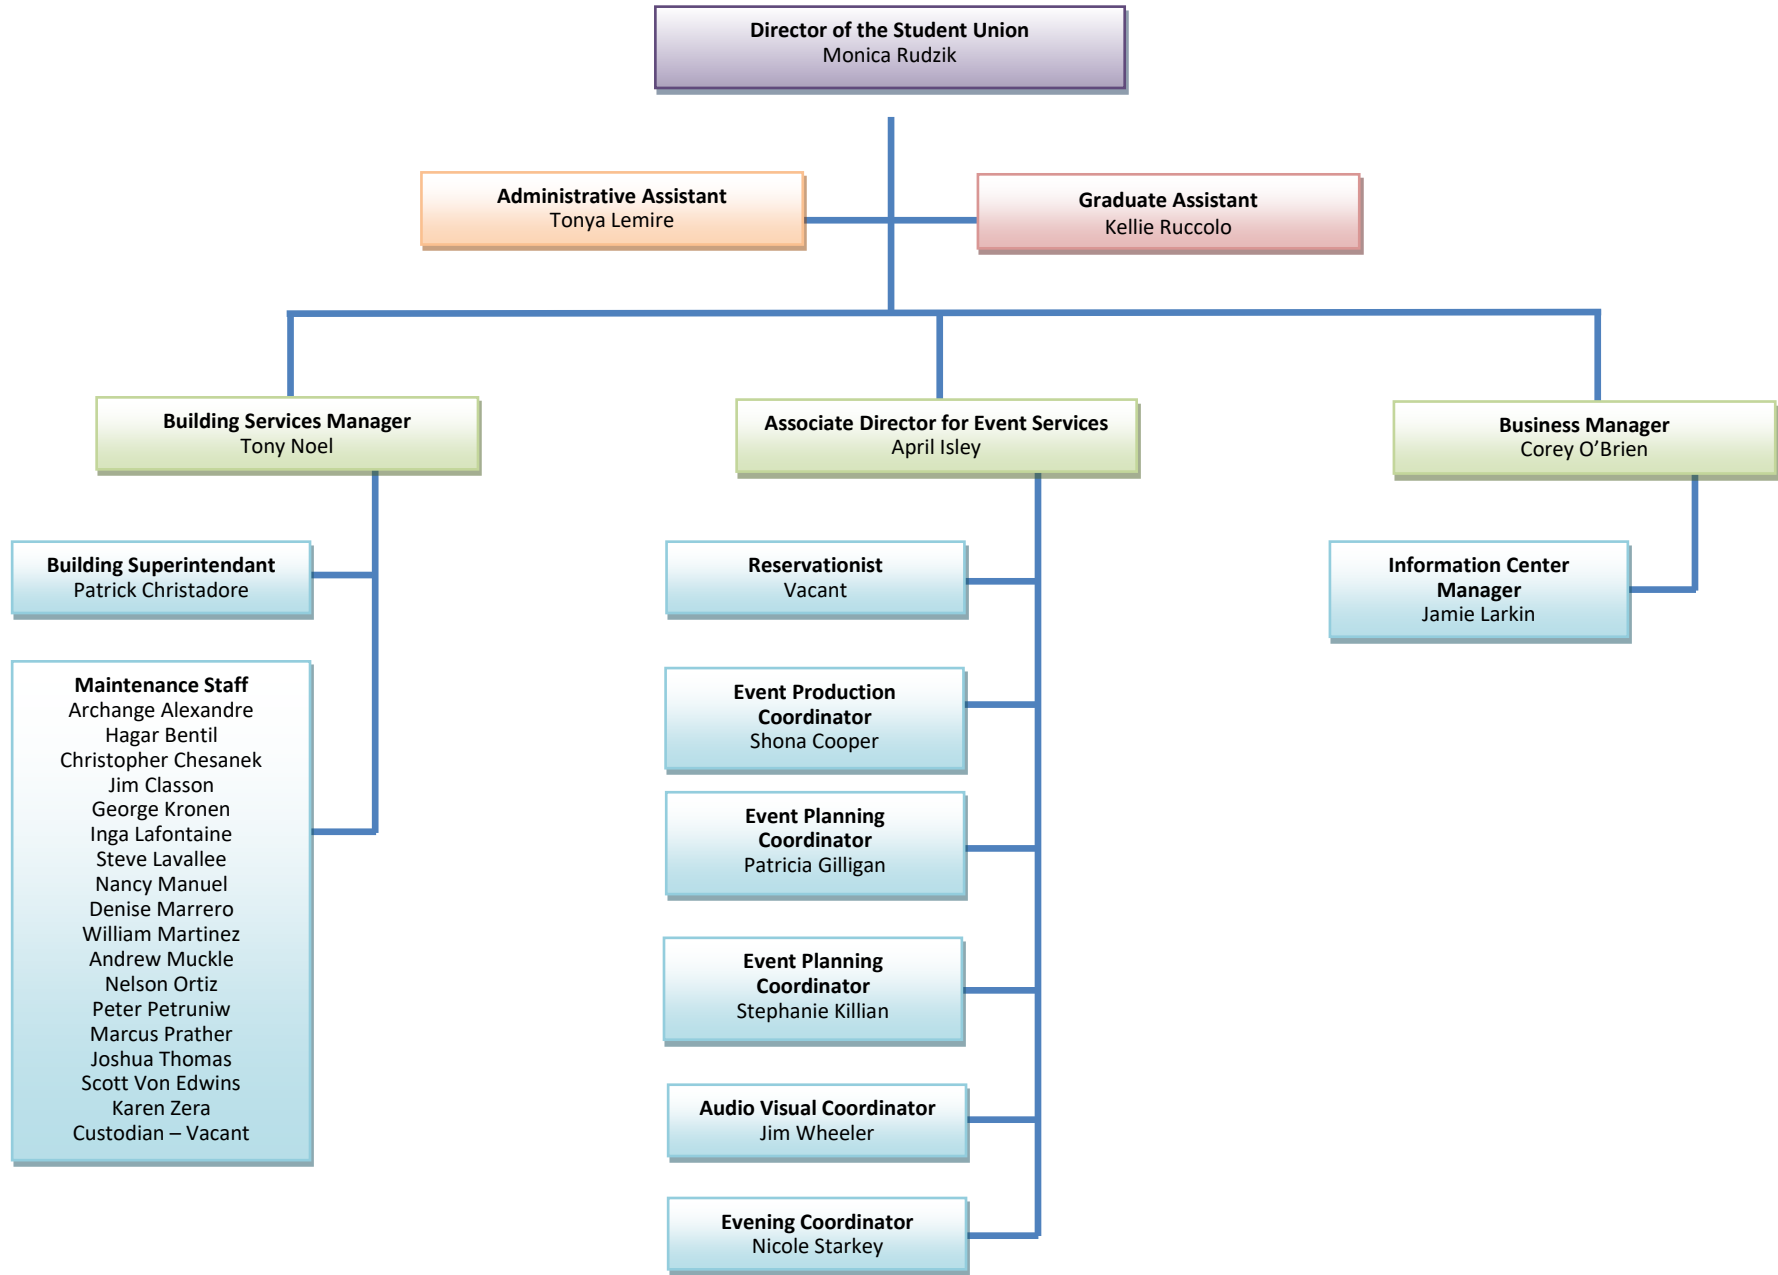 Director of the Student Union
Monica Rudzik
Administrative Assistant
Tonya Lemire
Graduate Assistant
Kellie Ruccolo
Building Services Manager
Tony Noel
Associate Director for Event Services
April Isley
Business Manager
Corey O’Brien
Building Superintendant
Patrick Christadore
Maintenance Staff
Archange Alexandre
Hagar Bentil
Christopher Chesanek
Jim Classon
George Kronen
Inga Lafontaine
Steve Lavallee
Nancy Manuel
Denise Marrero
William Martinez
Andrew Muckle
Nelson Ortiz
Peter Petruniw
Marcus Prather
Joshua Thomas
Scott Von Edwins
Karen Zera
Custodian – Vacant
Reservationist
Vacant
Event Production
Coordinator
Shona Cooper
Event Planning
Coordinator
Patricia Gilligan
Event Planning
Coordinator
Stephanie Killian
Audio Visual Coordinator
Jim Wheeler
Evening Coordinator
Nicole Starkey
Information Center
Manager
Jamie Larkin